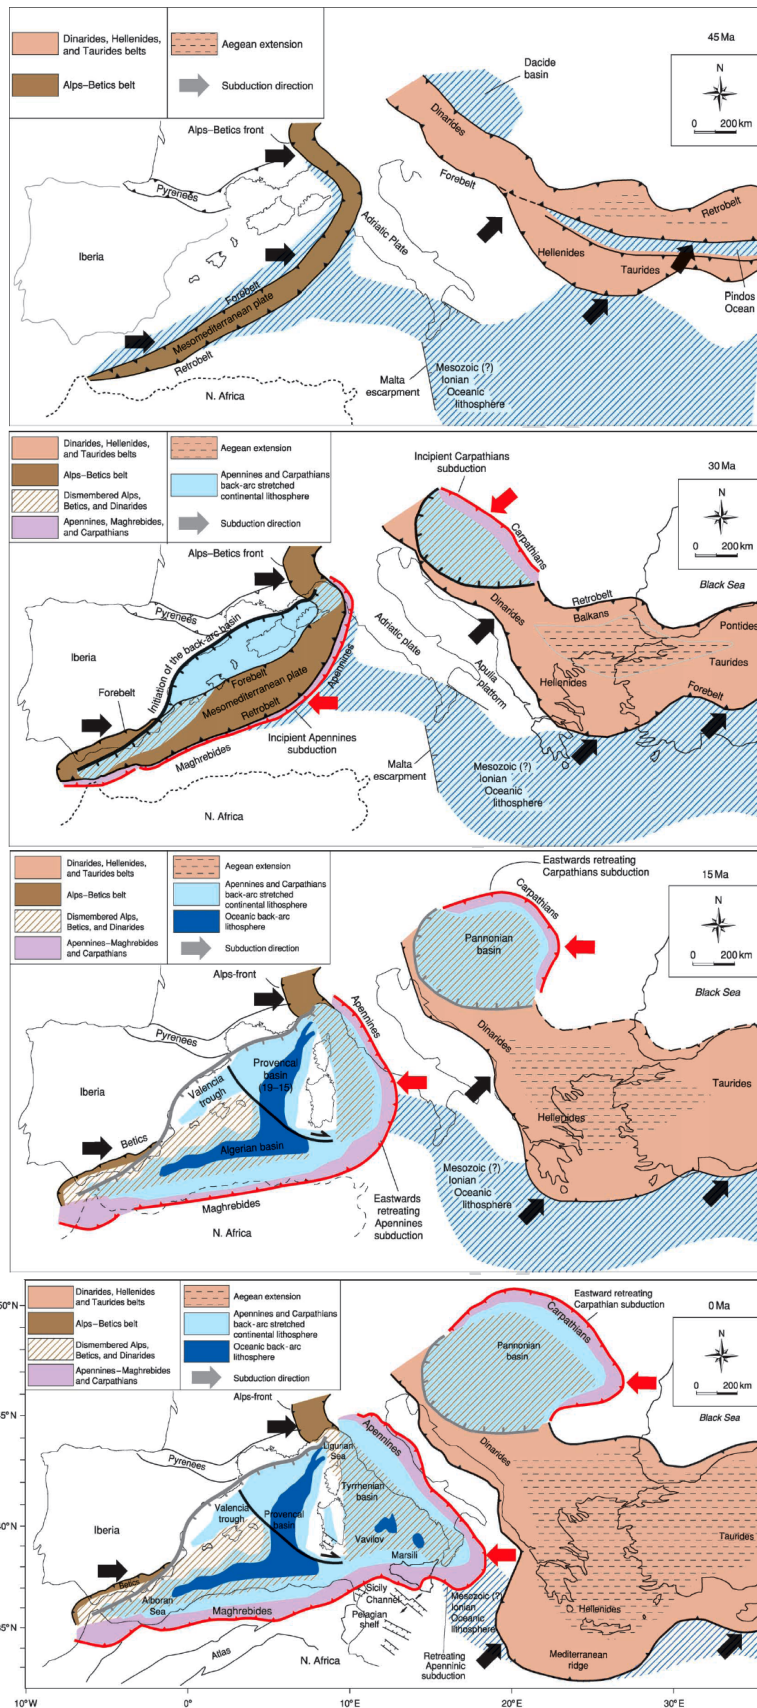 Dinarides, Hellenides,
and Taurides belts
Alps–Betics belt
Aegean extension
Subduction direction
45 Ma
N
0 200 km
Dacide
basin
Alps–Betics front
Dinarides
Pyrenees
Forebelt
Retrobelt
Adriatic Plate
Iberia
Hellenides
Taurides
Pindos
Ocean
Forebelt
Mesomediterranean plate
Retrobelt
N. Africa
Malta
escarpment
Mesozoic (?)
Ionian
Oceanic
lithosphere
Dinarides, Hellenides,
and Taurides belts
Alps–Betics belt
Dismembered Alps,
Betics, and Dinarides
Apennines, Maghrebides,
and Carpathians
Aegean extension
Apennines and Carpathians
back-arc stretched
continental lithosphere
Subduction direction
30 Ma
N
0 200 km
Incipient Carpathians
subduction
Carpathians
Alps–Betics front
Black Sea
Pyrenees
Initiation of the back-arc basin
Dinarides
Retrobelt
Balkans
Pontides
Iberia
Adriatic plate
Apulia
platform
Taurides
Hellenides
Forebelt
Forebelt
Forebelt
Mesomediterranean plate
Retrobelt
Apennines
Incipient Apennines
subduction
Maghrebides
Malta
escarpment
Mesozoic (?)
Ionian
Oceanic
lithosphere
N. Africa
Dinarides, Hellenides,
and Taurides belts
Alps–Betics belt
Dismembered Alps,
Betics, and Dinarides
Apennines–Maghrebides
and Carpathians
Aegean extension
Apennines and Carpathians
back-arc stretched
continental lithosphere
Oceanic back-arc
lithosphere
Subduction direction
Eastwards retreating
Carpathians subduction
15 Ma
Carpathians
Pannonian
basin
N
0 200 km
Black Sea
Alps-front
Apennines
Pyrenees
Dinarides
Provencal
basin
(19–15)
Valencia
trough
Iberia
Taurides
Hellenides
Betics
Algerian basin
Mesozoic (?)
Ionian
Oceanic
lithosphere
Maghrebides
Eastwards
retreating
Apennines
subduction
N. Africa
Dinarides, Hellenides
and Taurides belts
Alps–Betics belt
Dismembered Alps,
Betics, and Dinarides
Apennines–Maghrebides
and Carpathians
Aegean extension
Apennines and Carpathians
back-arc stretched
continental lithosphere
Oceanic back-arc
lithosphere
Subduction direction
Eastward retreating
Carpathian subduction
0 Ma
Carpathians
Pannonian
basin
N
0 200 km
Black Sea
Alps-front
Apennines
Ligurian
Sea
Dinarides
Pyrenees
Tyrrhenian
basin
Valencia
trough
Provencal
basin
Iberia
Vavilov
Marsili
Taurides
Betics
Alboran
Sea
Maghrebides
Sicily
Channel
Pelagian
shelf
Mesozoic (?)
Ionian
Oceanic
lithosphere
Hellenides
Atlas
N. Africa
Retreating
Apenninic
subduction
Mediterranean
ridge
10°W 0° 10°E 20°E 30°E